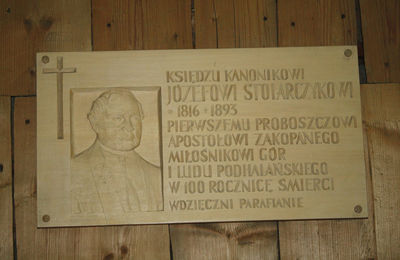 KSIĘDZU KANONIKOWI
JÓZEFOWI STOLARCZYKOWI
*1816 +1893
PIERWSZEMU PROBOSZCZOWI
APOSTOŁOWI ZAKOPANEGO
MIŁOŚNIKOWI GÓR
I LUDU PODHALAŃSKIEGO
W 100 ROCZNICĘ ŚMIERCI
WDZIĘCZNI PARAFIANIE